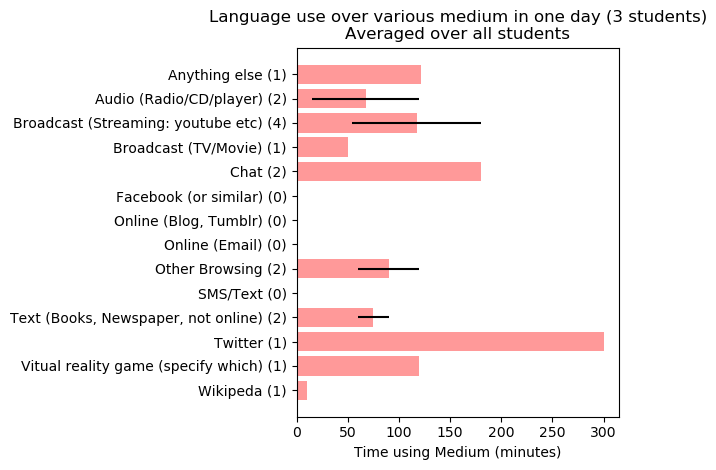 Language use over various medium in one day (3 students)
Averaged over all students
Anything else (1)
Audio (Radio/CD/player) (2)
Broadcast (Streaming: youtube etc) (4)
Broadcast (TV/Movie) (1)
Chat (2)
Facebook (or similar) (0)
Online (Blog, Tumblr) (0)
Online (Email) (0)
Other Browsing (2)
SMS/Text (0)
Text (Books, Newspaper, not online) (2)
Twitter (1)
Vitual reality game (specify which) (1)
Wikipeda (1)
0 50 100 150 200 250 300
Time using Medium (minutes)